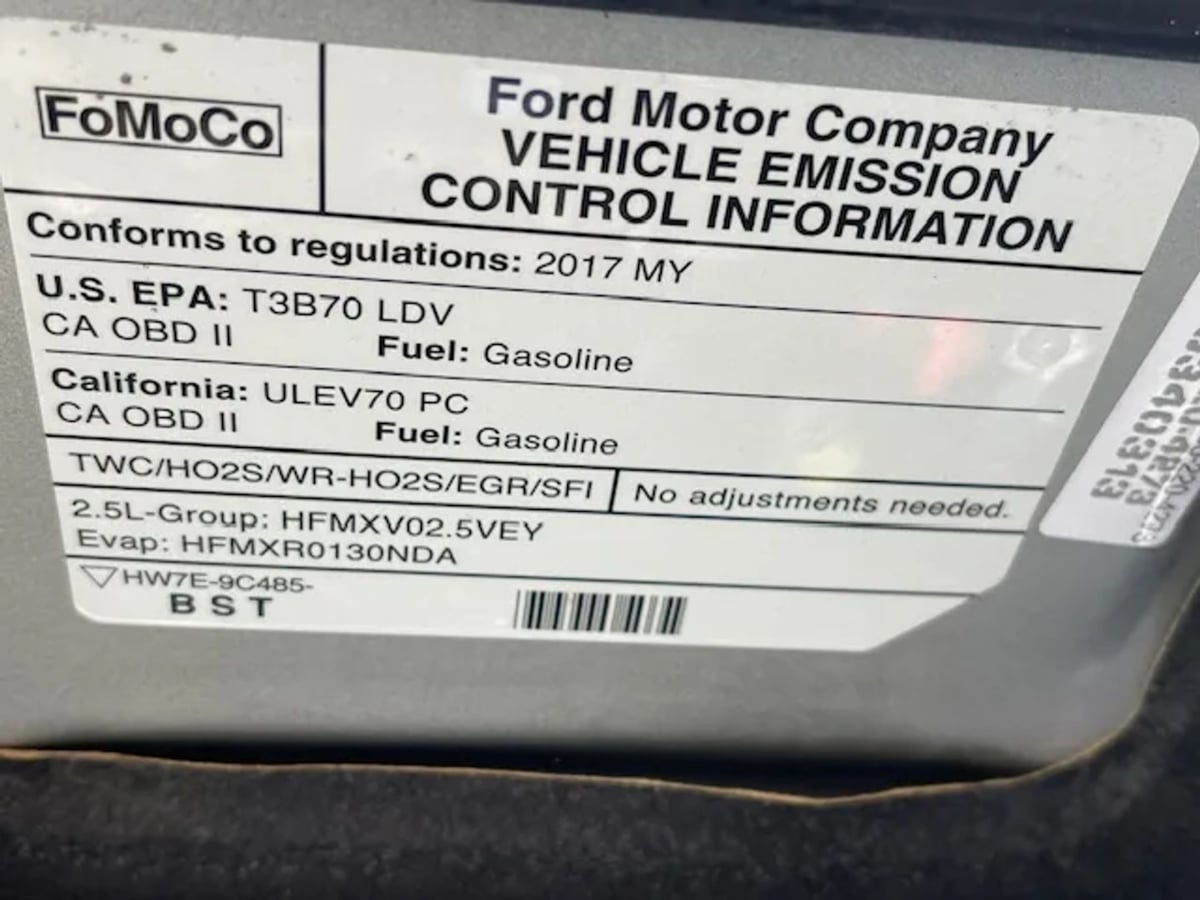 FoMoCo
Ford Motor Company
VEHICLE EMISSION
CONTROL INFORMATION
Conforms to regulations: 2017 MY
U.S. EPA: T3B70 LDV
CA OBD II Fuel: Gasoline
California: ULEV70 PC
CA OBD II Fuel: Gasoline
TWC/HO2S/WR-HO2S/EGR/SFI No adjustments needed.
2.5L-Group: HFMXV02.5VEY
Evap: HFMXR0130NDA
HW7E-9C485-
BST